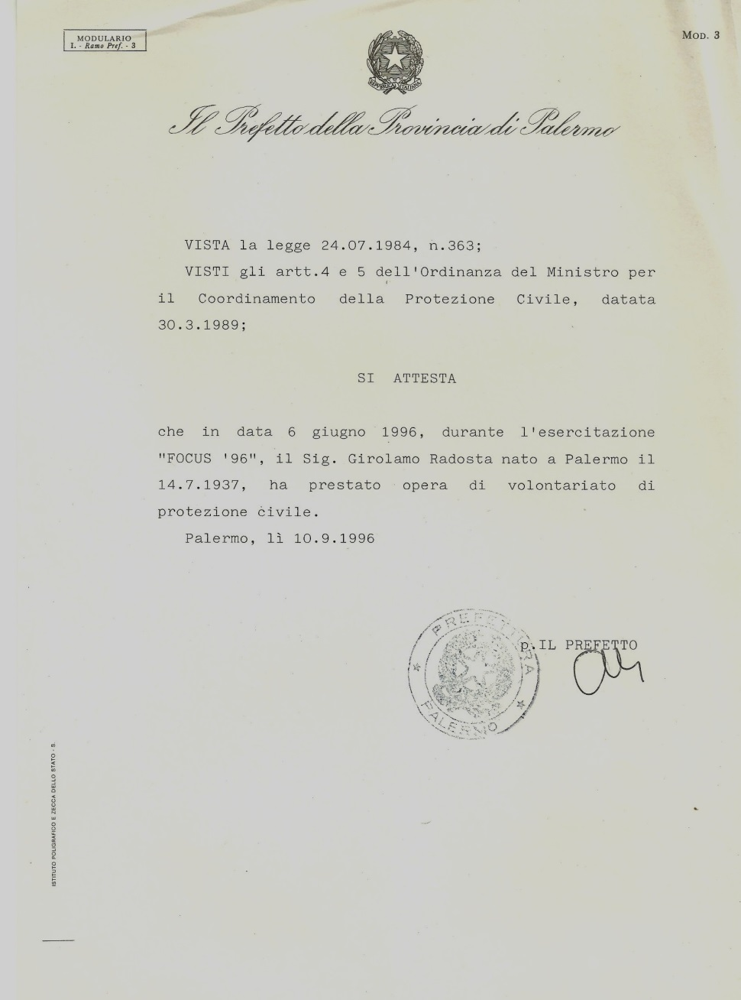 MODULARIO
I. - Ramo Pref. - 3
MOD. 3
REPVBBLICA ITALIANA
Il Prefetto della Provincia di Palermo
VISTA la legge 24.07.1984, n.363;
VISTI gli artt.4 e 5 dell'Ordinanza del Ministro per
il Coordinamento della Protezione Civile, datata
30.3.1989;
SI ATTESTA
che in data 6 giugno 1996, durante l'esercitazione
"FOCUS '96", il Sig. Girolamo Radosta nato a Palermo il
14.7.1937, ha prestato opera di volontariato di
protezione civile.
Palermo, lì 10.9.1996
PREFETTURA
PALERMO
p.IL PREFETTO
ISTITUTO POLIGRAFICO E ZECCA DELLO STATO - S.